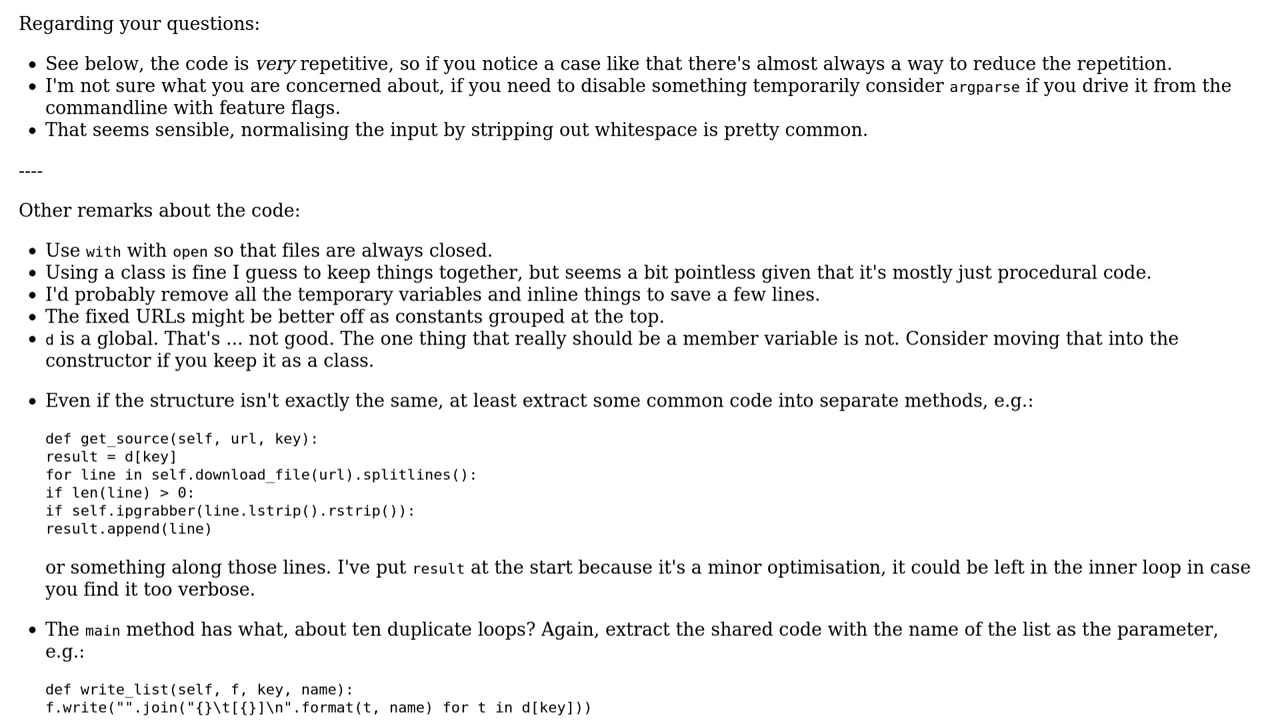 Regarding your questions:
• See below, the code is very repetitive, so if you notice a case like that there's almost always a way to reduce the repetition.
• I'm not sure what you are concerned about, if you need to disable something temporarily consider argparse if you drive it from the
commandline with feature flags.
• That seems sensible, normalising the input by stripping out whitespace is pretty common.
----
Other remarks about the code:
• Use with with open so that files are always closed.
• Using a class is fine I guess to keep things together, but seems a bit pointless given that it's mostly just procedural code.
• I'd probably remove all the temporary variables and inline things to save a few lines.
• The fixed URLs might be better off as constants grouped at the top.
• d is a global. That's ... not good. The one thing that really should be a member variable is not. Consider moving that into the
constructor if you keep it as a class.
• Even if the structure isn't exactly the same, at least extract some common code into separate methods, e.g.:
def get_source(self, url, key):
result = d[key]
for line in self.download_file(url).splitlines():
if len(line) > 0:
if self.ipgrabber(line.lstrip().rstrip()):
result.append(line)
or something along those lines. I've put result at the start because it's a minor optimisation, it could be left in the inner loop in case
you find it too verbose.
• The main method has what, about ten duplicate loops? Again, extract the shared code with the name of the list as the parameter,
e.g.:
def write_list(self, f, key, name):
f.write("".join("{}\t[{}]\n".format(t, name) for t in d[key]))